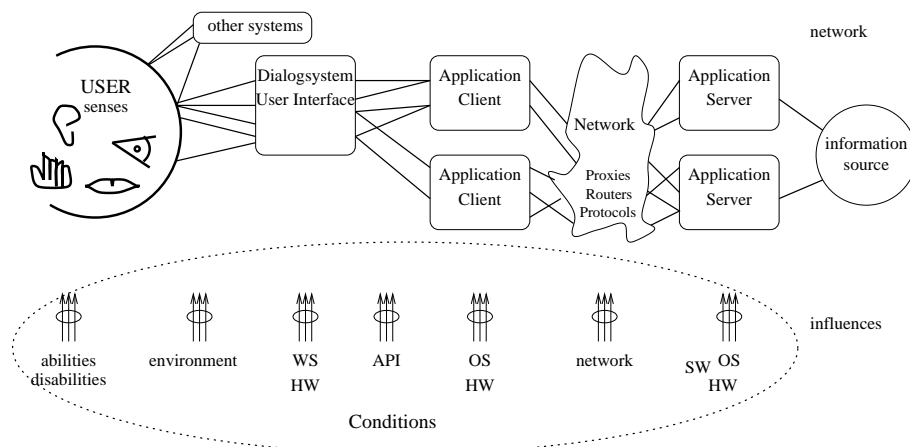 other systems
network
USER
senses
Dialogsystem
User Interface
Application
Client
Application
Client
Network
Proxies
Routers
Protocols
Application
Server
Application
Server
information
source
influences
abilities
disabilities
environment
WS
HW
API
OS
HW
network
SW OS
HW
Conditions